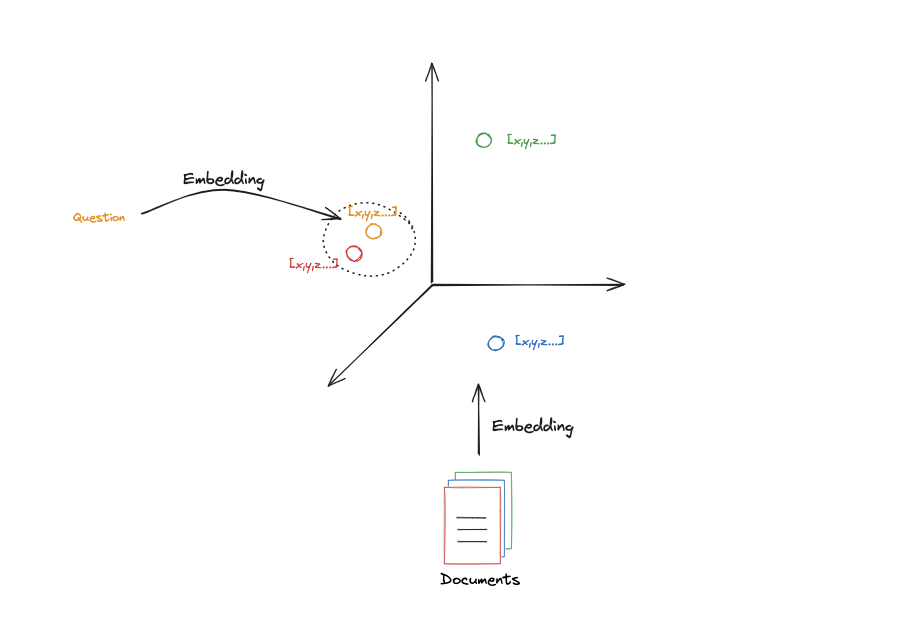 [x,y,z...]
Embedding
Question
[x,y,z...]
[x,y,z...]
[x,y,z...]
Embedding
Documents